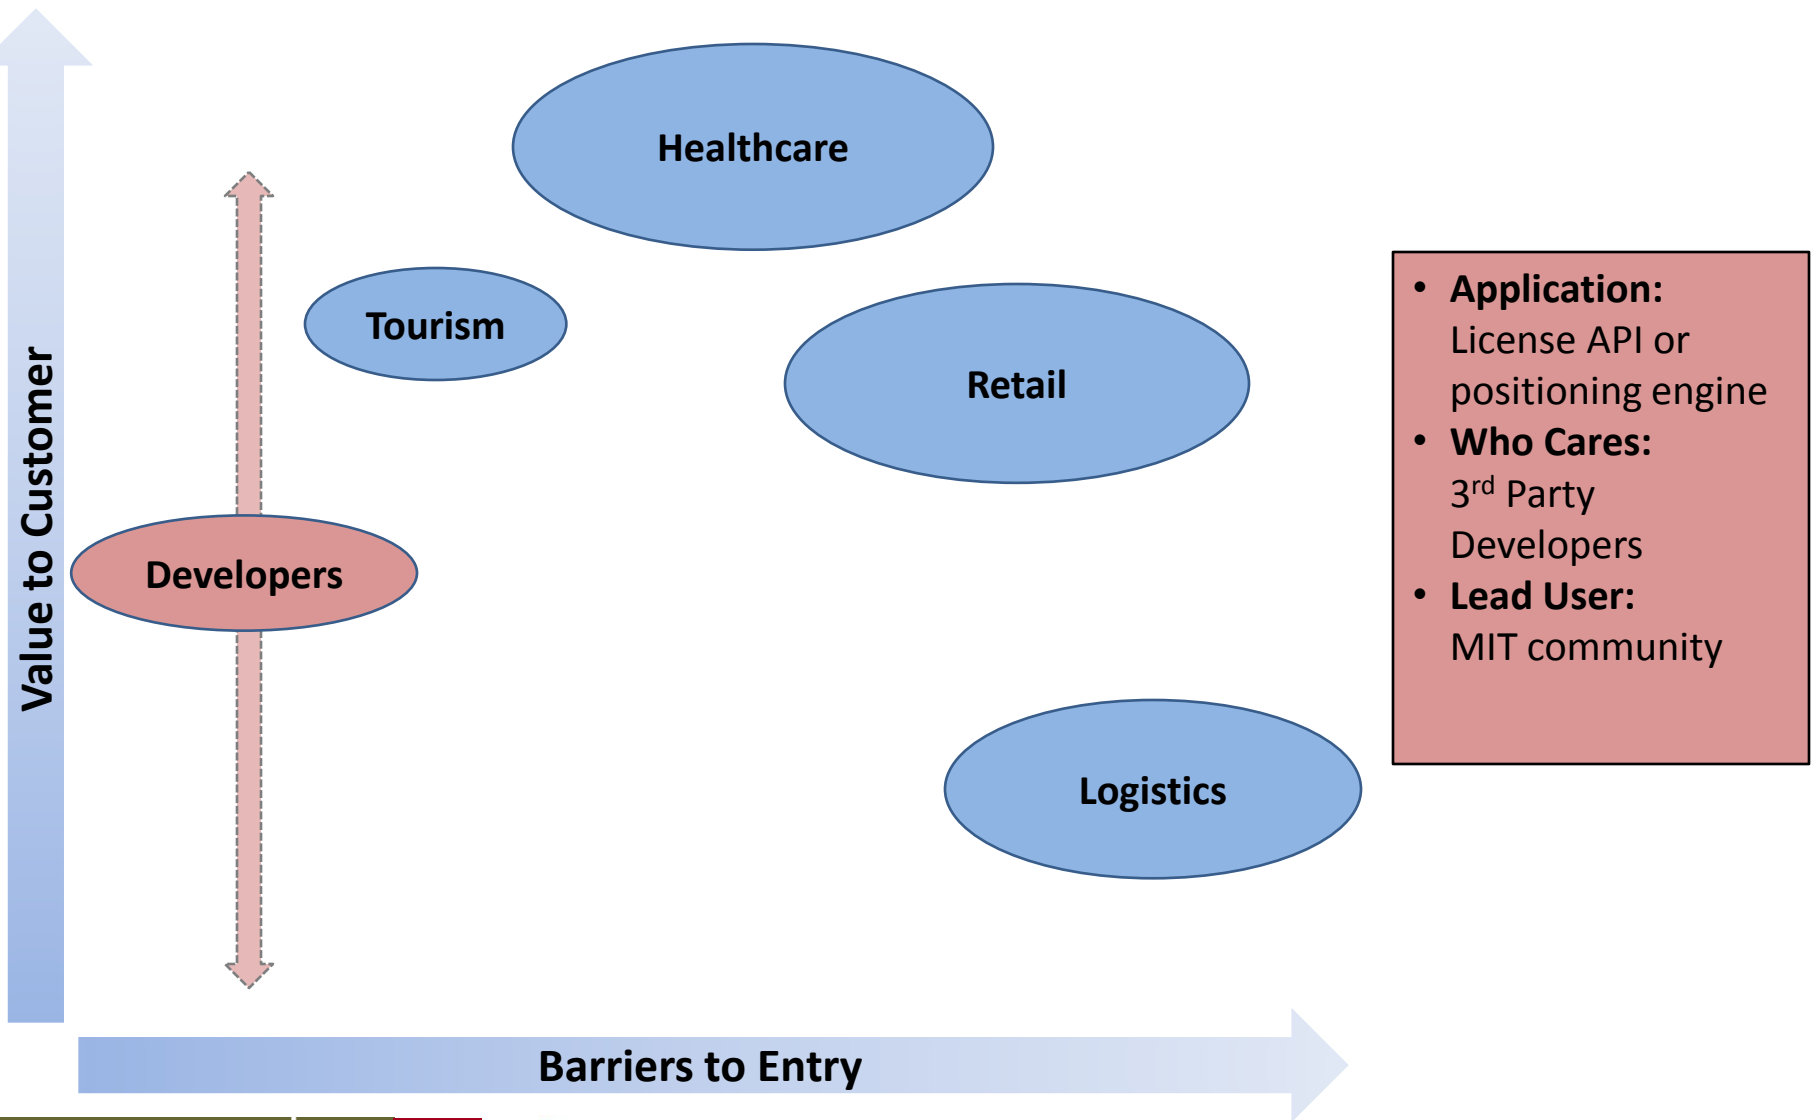 Value to Customer
Healthcare
Tourism
Retail
Developers
Logistics
Barriers to Entry
• Application:
License API or
positioning engine
• Who Cares:
3rd Party
Developers
• Lead User:
MIT community